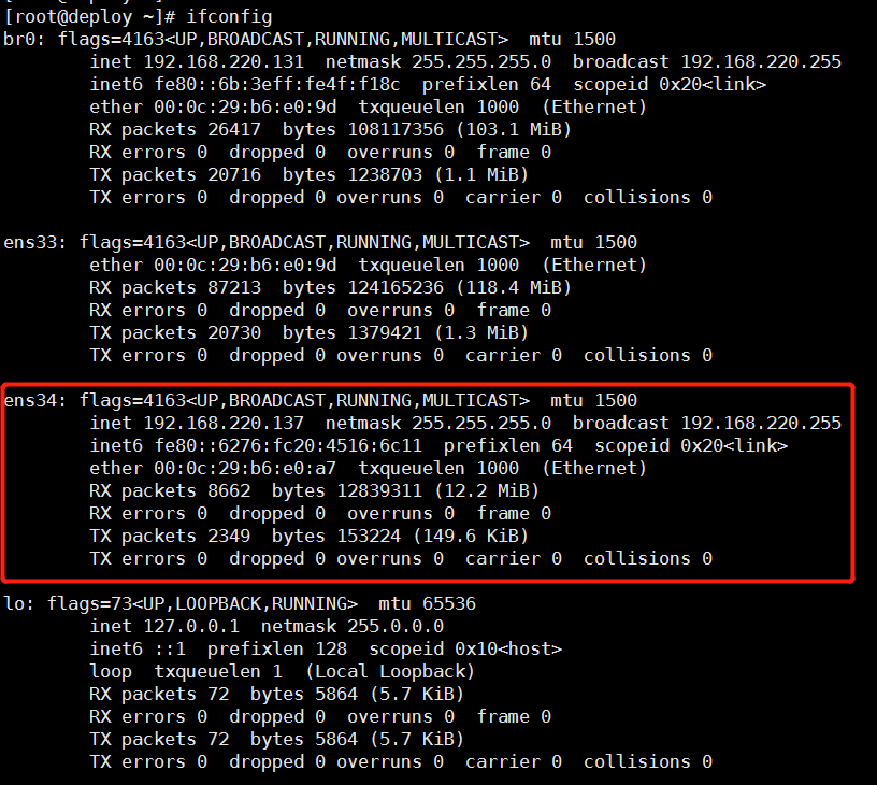 [root@deploy ~]# ifconfig
br0: flags=4163<UP,BROADCAST,RUNNING,MULTICAST>  mtu 1500
        inet 192.168.220.131  netmask 255.255.255.0  broadcast 192.168.220.255
        inet6 fe80::6b:3eff:fe4f:f18c  prefixlen 64  scopeid 0x20<link>
        ether 00:0c:29:b6:e0:9d  txqueuelen 1000  (Ethernet)
        RX packets 26417  bytes 108117356 (103.1 MiB)
        RX errors 0  dropped 0  overruns 0  frame 0
        TX packets 20716  bytes 1238703 (1.1 MiB)
        TX errors 0  dropped 0 overruns 0  carrier 0  collisions 0

ens33: flags=4163<UP,BROADCAST,RUNNING,MULTICAST>  mtu 1500
        ether 00:0c:29:b6:e0:9d  txqueuelen 1000  (Ethernet)
        RX packets 87213  bytes 124165236 (118.4 MiB)
        RX errors 0  dropped 0  overruns 0  frame 0
        TX packets 20730  bytes 1379421 (1.3 MiB)
        TX errors 0  dropped 0 overruns 0  carrier 0  collisions 0

ens34: flags=4163<UP,BROADCAST,RUNNING,MULTICAST>  mtu 1500
        inet 192.168.220.137  netmask 255.255.255.0  broadcast 192.168.220.255
        inet6 fe80::6276:fc20:4516:6c11  prefixlen 64  scopeid 0x20<link>
        ether 00:0c:29:b6:e0:a7  txqueuelen 1000  (Ethernet)
        RX packets 8662  bytes 12839311 (12.2 MiB)
        RX errors 0  dropped 0  overruns 0  frame 0
        TX packets 2349  bytes 153224 (149.6 KiB)
        TX errors 0  dropped 0 overruns 0  carrier 0  collisions 0

lo: flags=73<UP,LOOPBACK,RUNNING>  mtu 65536
        inet 127.0.0.1  netmask 255.0.0.0
        inet6 ::1  prefixlen 128  scopeid 0x10<host>
        loop  txqueuelen 1  (Local Loopback)
        RX packets 72  bytes 5864 (5.7 KiB)
        RX errors 0  dropped 0  overruns 0  frame 0
        TX packets 72  bytes 5864 (5.7 KiB)
        TX errors 0  dropped 0 overruns 0  carrier 0  collisions 0